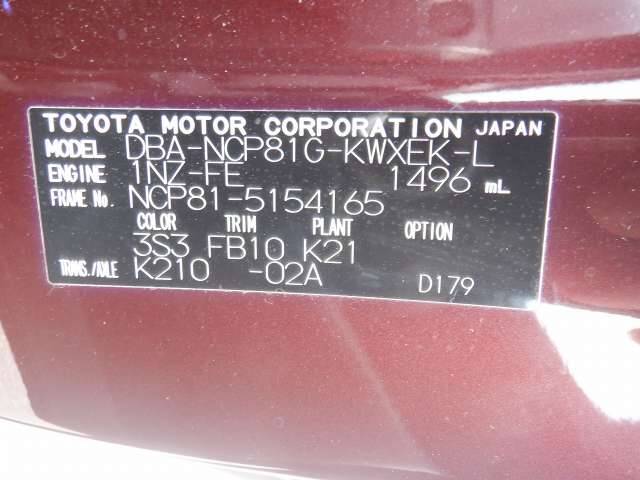 TOYOTA MOTOR CORPORATION JAPAN
MODEL DBA-NCP81G-KWXEK-L
ENGINE 1NZ-FE 1496 mL
FRAME No. NCP81-5154165
COLOR TRIM PLANT OPTION
3S3 FB10 K21
TRANS./AXLE K210 -02A D179